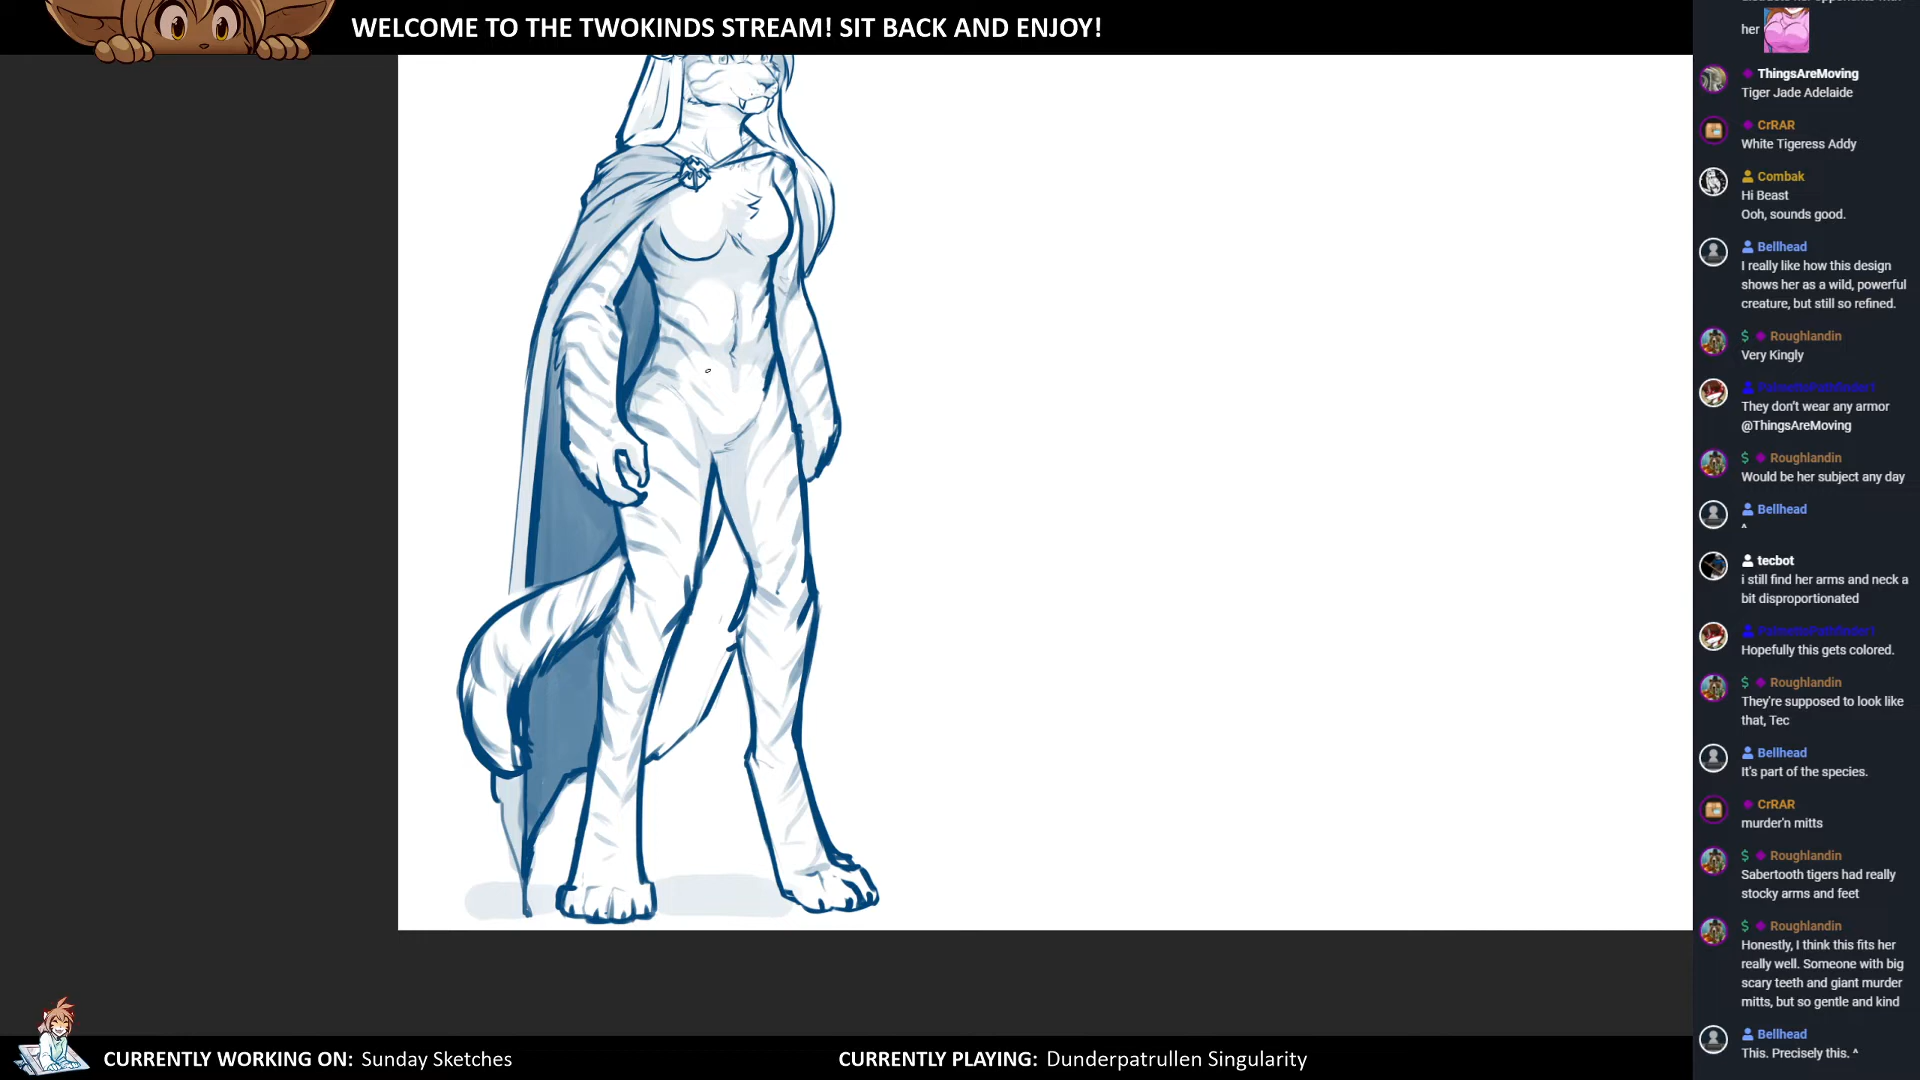 WELCOME TO THE TWOKINDS STREAM! SIT BACK AND ENJOY!
her
ThingsAreMoving
Tiger Jade Adelaide
CrRAR
White Tigeress Addy
Combak
Hi Beast
Ooh, sounds good.
Bellhead
I really like how this design
shows her as a wild, powerful
creature, but still so refined.
$ Roughlandin
Very Kingly
PalmettoPathfinder1
They don't wear any armor
@ThingsAreMoving
$ Roughlandin
Would be her subject any day
Bellhead
^
tecbot
i still find her arms and neck a
bit disproportionated
PalmettoPathfinder1
Hopefully this gets colored.
$ Roughlandin
They're supposed to look like
that, Tec
Bellhead
It's part of the species.
CrRAR
murder'n mitts
$ Roughlandin
Sabertooth tigers had really
stocky arms and feet
$ Roughlandin
Honestly, I think this fits her
really well. Someone with big
scary teeth and giant murder
mitts, but so gentle and kind
Bellhead
This. Precisely this. ^
CURRENTLY WORKING ON: Sunday Sketches
CURRENTLY PLAYING: Dunderpatrullen Singularity